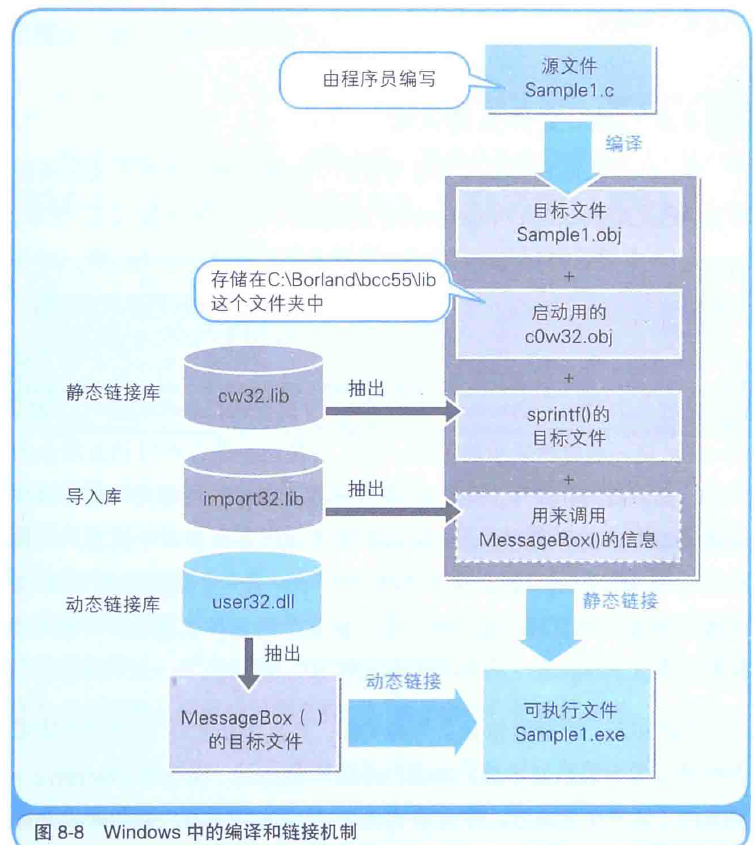 由程序员编写
源文件
Sample1.c
编译
目标文件
Sample1.obj
+
存储在C:\Borland\bcc55\lib
这个文件夹中
启动用的
c0w32.obj
+
静态链接库
cw32.lib
抽出
sprintf()的
目标文件
+
导入库
import32.lib
抽出
用来调用
MessageBox()的信息
动态链接库
user32.dll
静态链接
抽出
MessageBox ( )
的目标文件
动态链接
可执行文件
Sample1.exe
图 8-8 Windows 中的编译和链接机制